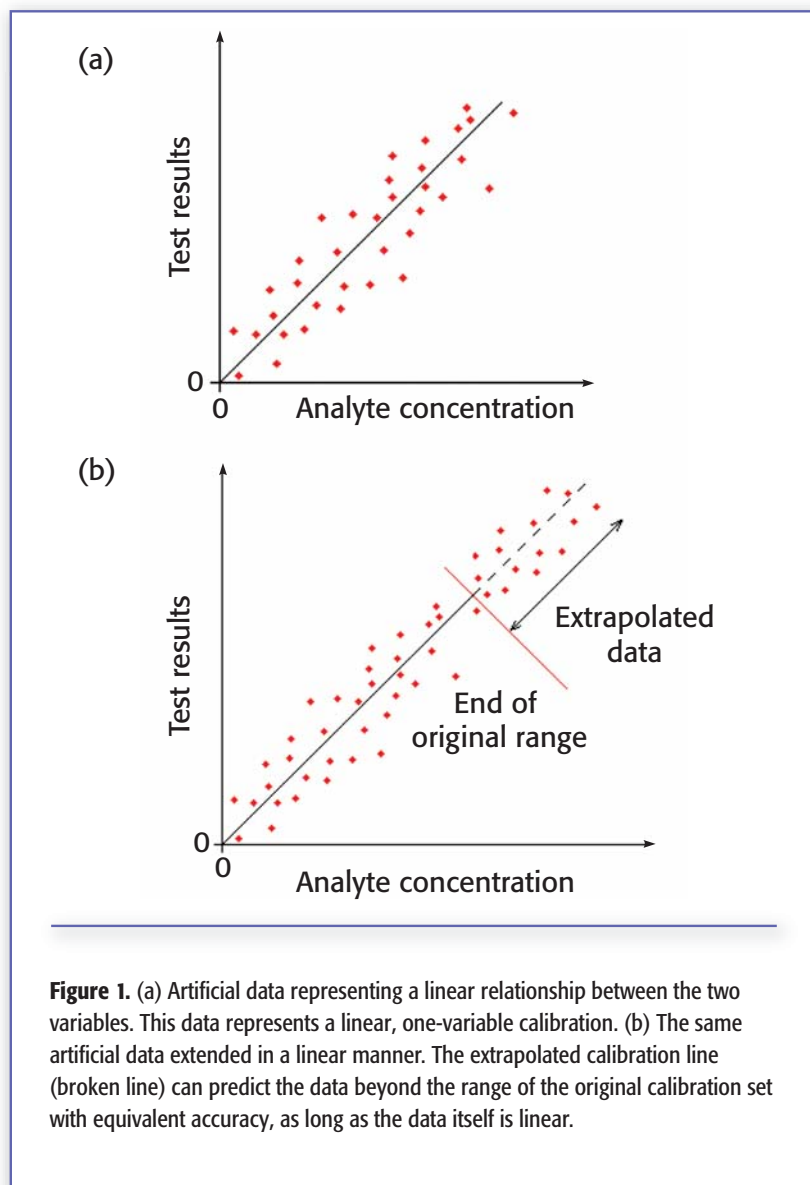 (a)
Test results
0
0
Analyte concentration
(b)
Test results
Extrapolated
data
End of
original range
0
0
Analyte concentration
Figure 1. (a) Artificial data representing a linear relationship between the two
variables. This data represents a linear, one-variable calibration. (b) The same
artificial data extended in a linear manner. The extrapolated calibration line
(broken line) can predict the data beyond the range of the original calibration set
with equivalent accuracy, as long as the data itself is linear.